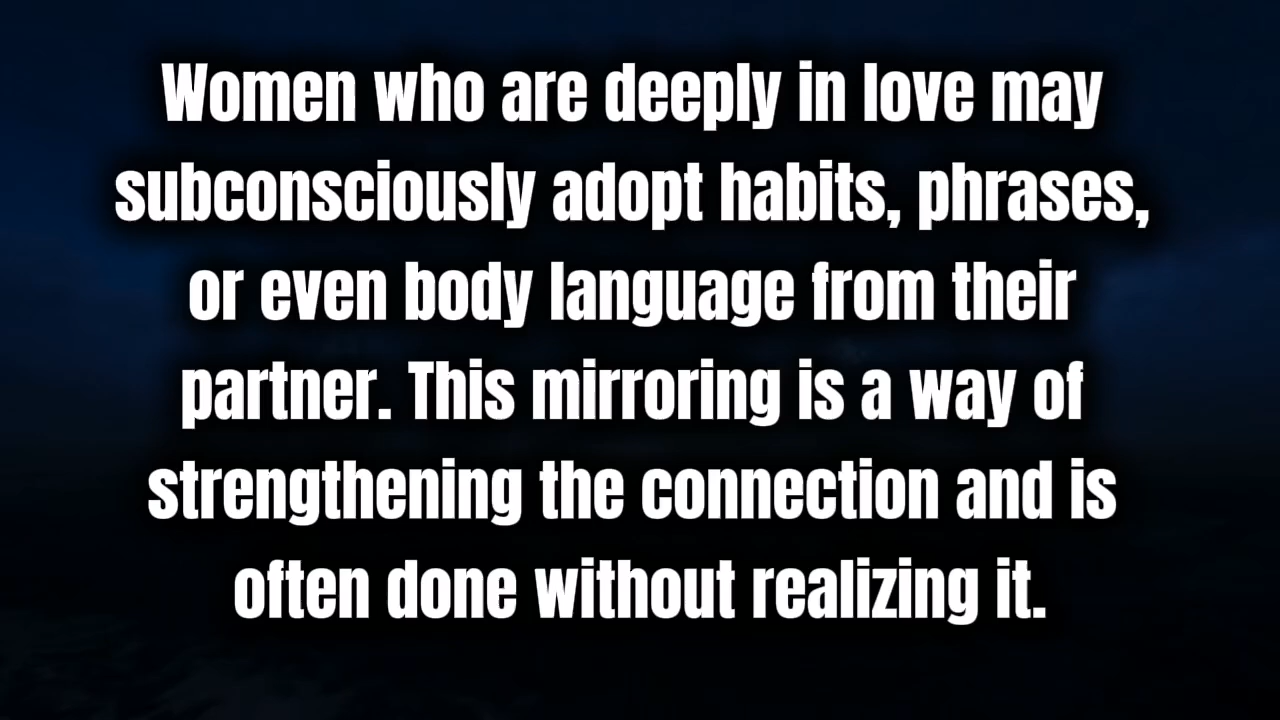 Women who are deeply in love may
subconsciously adopt habits, phrases,
or even body language from their
partner. This mirroring is a way of
strengthening the connection and is
often done without realizing it.